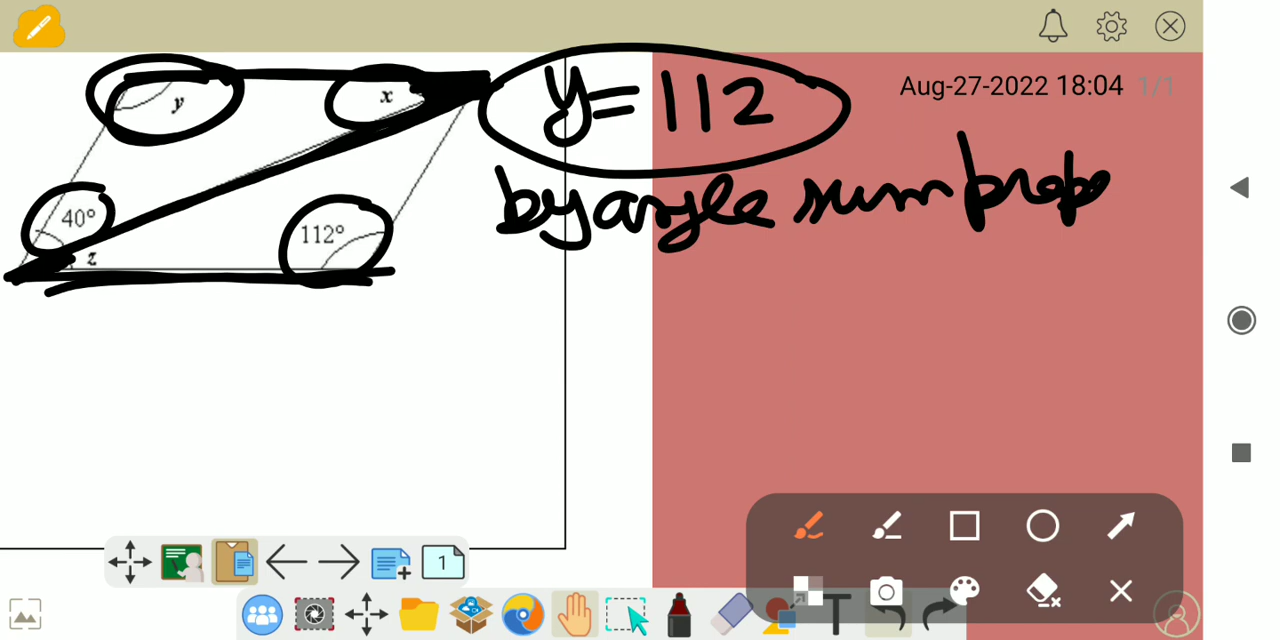 Aug-27-2022 18:04 1/1
y
x
y=112
by angle sum prop
40°
112°
z
1
T